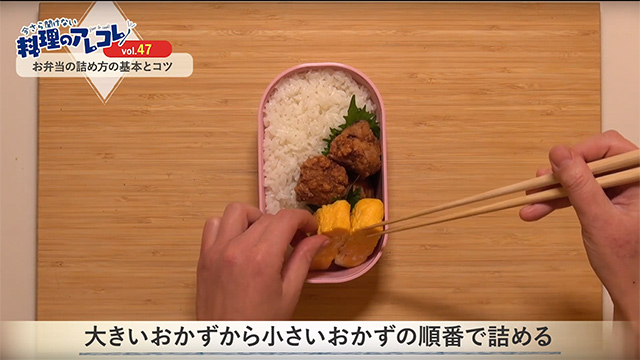 今さら聞けない
料理のアレコレ
vol.47
お弁当の詰め方の基本とコツ
大きいおかずから小さいおかずの順番で詰める